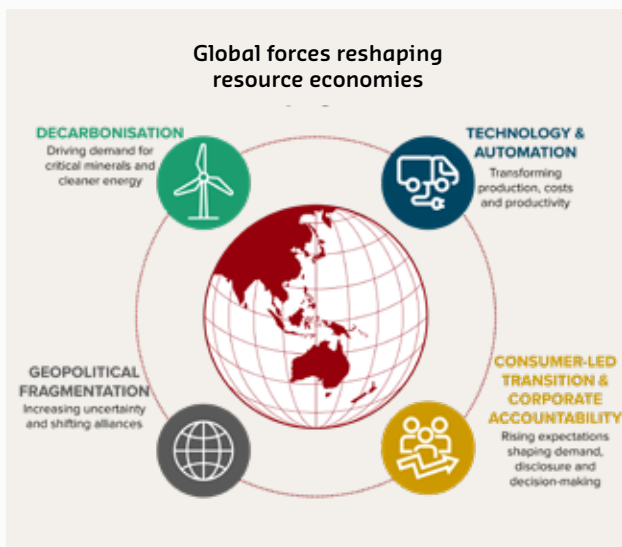 Global forces reshaping
resource economies
DECARBONISATION
Driving demand for
critical minerals and
cleaner energy
TECHNOLOGY &
AUTOMATION
Transforming
production, costs
and productivity
GEOPOLITICAL
FRAGMENTATION
Increasing uncertainty
and shifting alliances
CONSUMER-LED
TRANSITION &
CORPORATE
ACCOUNTABILITY
Rising expectations
shaping demand,
disclosure and
decision-making